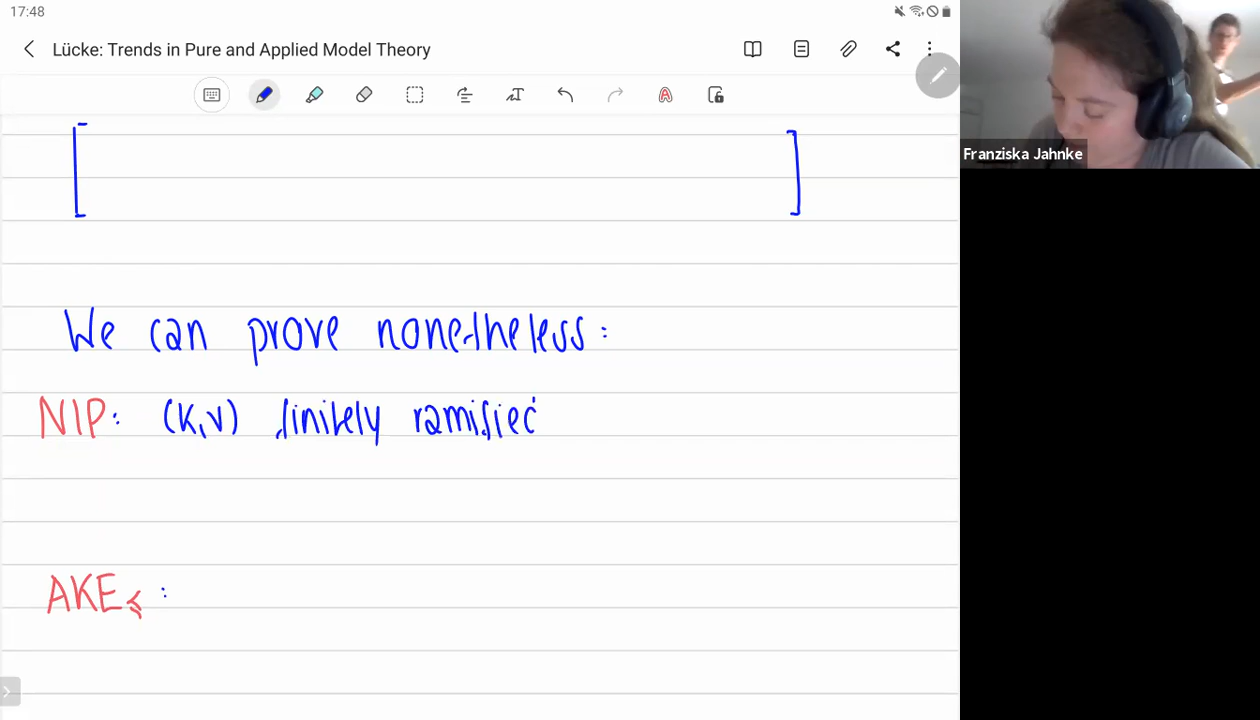 17:48
Lücke: Trends in Pure and Applied Model Theory
Franziska Jahnke
[ ]
We can prove nonetheless:
NIP: (K,v) finitely ramified
AKE≼ :